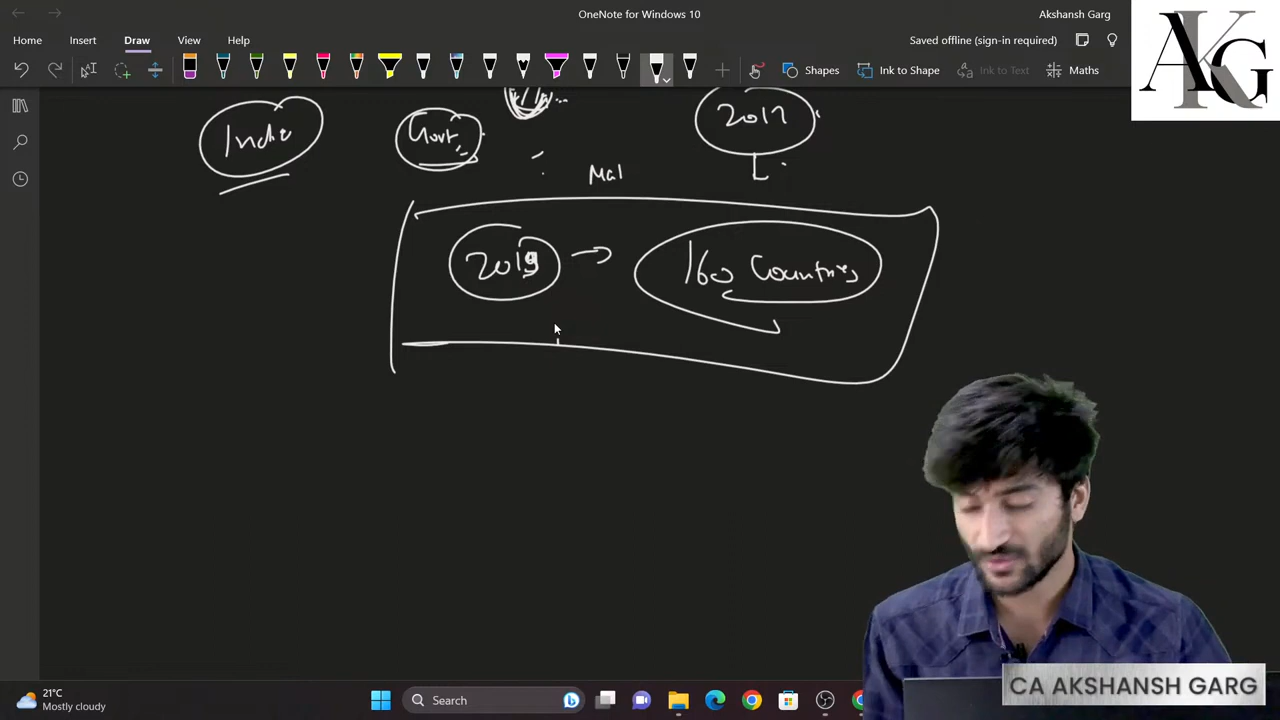 OneNote for Windows 10
Akshansh Garg
Home Insert Draw View Help
Saved offline (sign-in required)
Shapes Ink to Shape Ink to Text Maths
AKG
India Govt. 2017
Mal
2019 → 160 Countries
CA AKSHANSH GARG
21°C
Mostly cloudy
Search